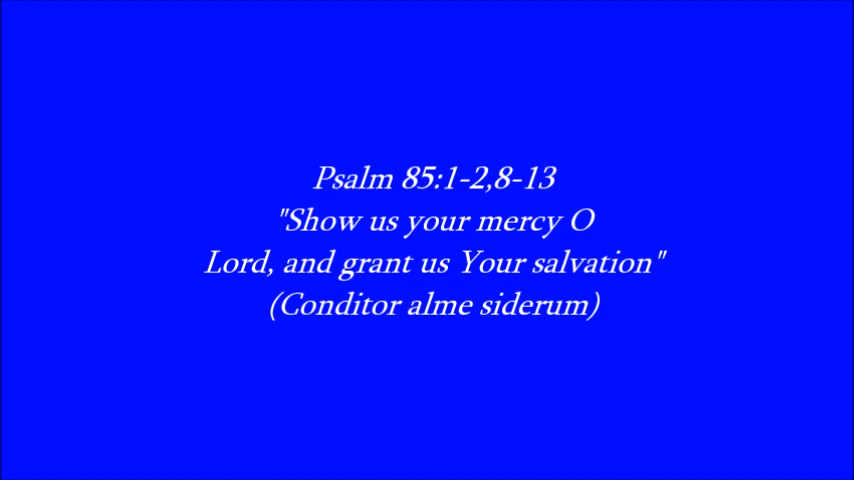 Psalm 85:1-2,8-13
"Show us your mercy O
Lord, and grant us Your salvation"
(Conditor alme siderum)